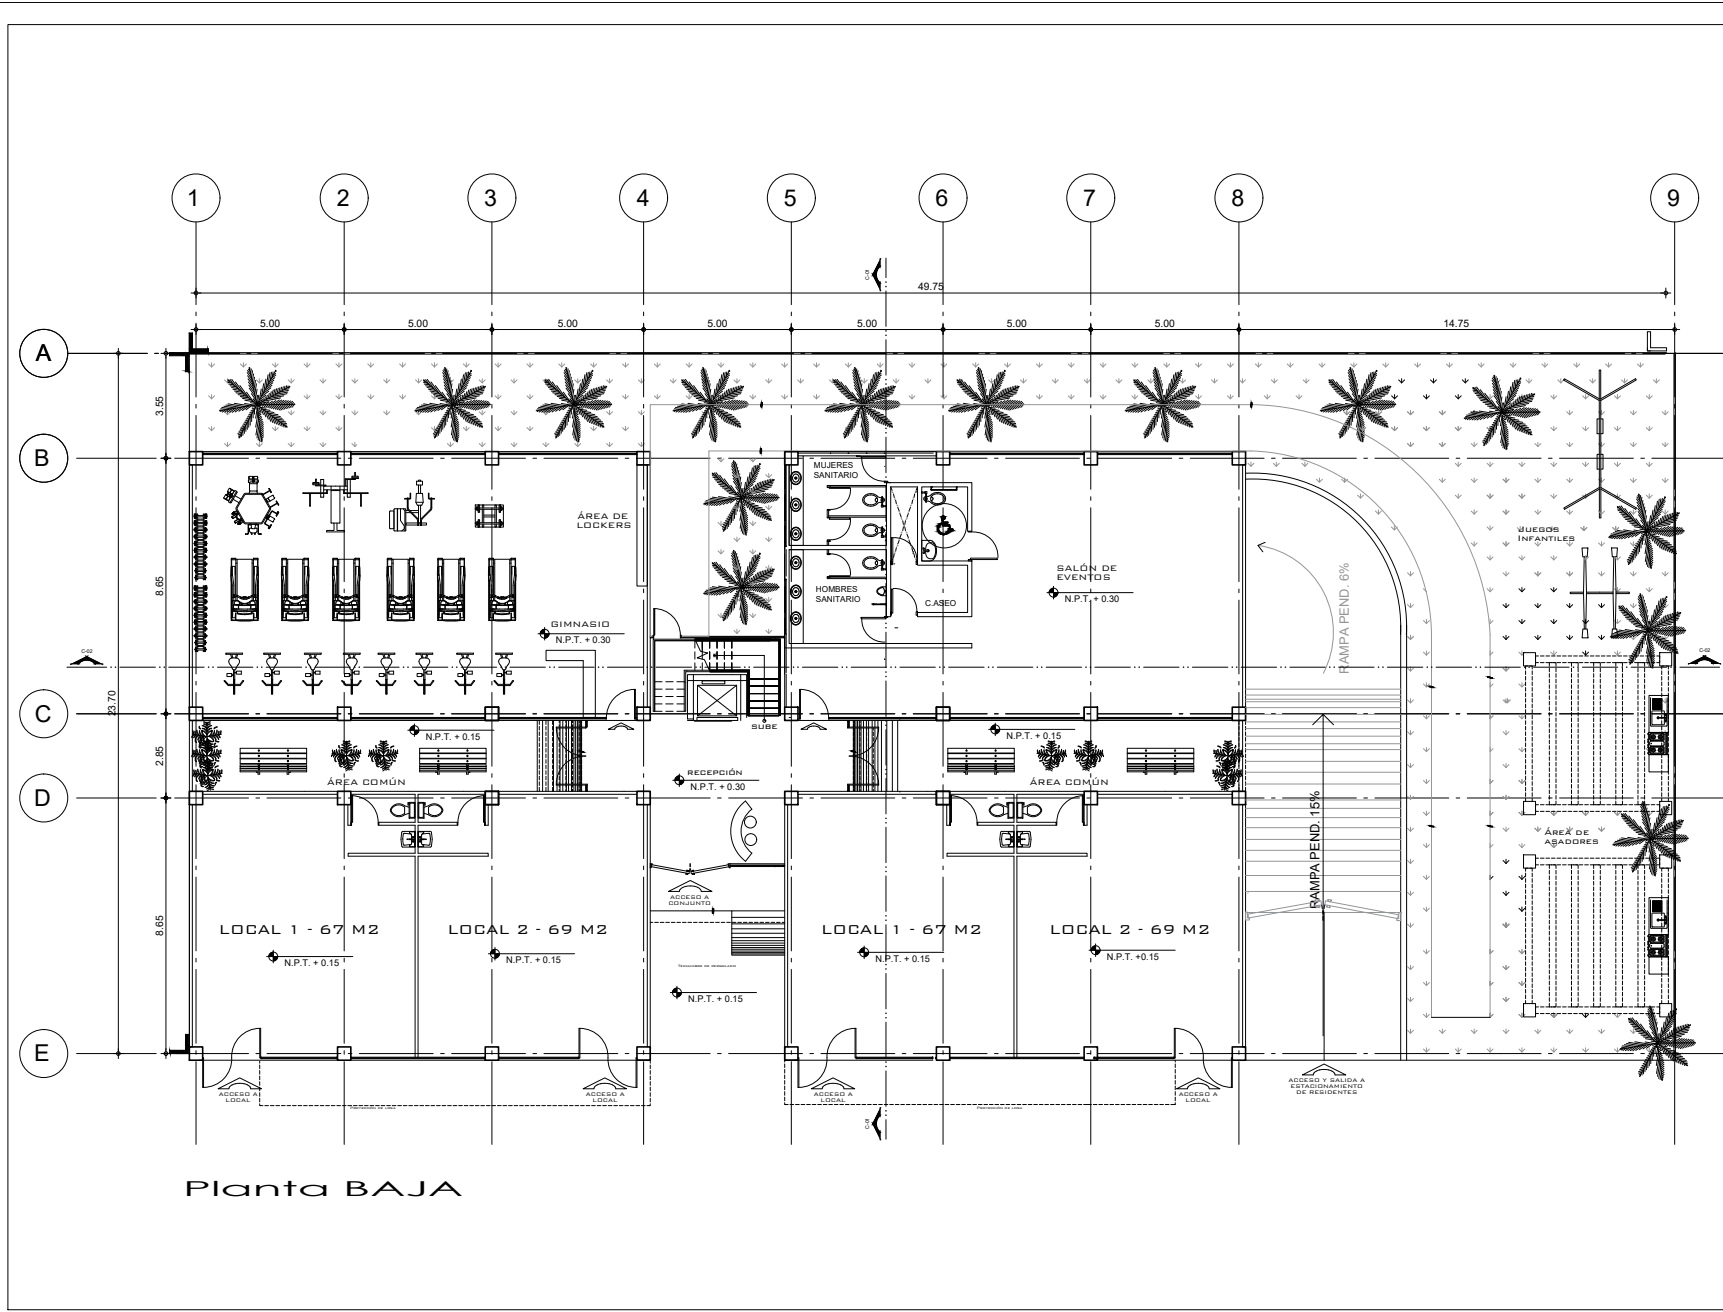 1 2 3 4 5 6 7 8 9
C-01
49.75
5.00 5.00 5.00 5.00 5.00 5.00 5.00 14.75
A
3.55
B
MUJERES
SANITARIO
ÁREA DE
LOCKERS
JUEGOS
INFANTILES
8.65
SALÓN DE
EVENTOS
N.P.T. + 0.30
HOMBRES
SANITARIO
C.ASEO
RAMPA PEND. 6%
GIMNASIO
N.P.T. + 0.30
C-02
C-02
23.70
C
SUBE
N.P.T. + 0.15
N.P.T. + 0.15
2.85
RECEPCIÓN
N.P.T. + 0.30
ÁREA COMÚN
ÁREA COMÚN
D
RAMPA PEND. 15%
ÁREA DE
ASADORES
ACCESO A
CONJUNTO
8.65
LOCAL 1 - 67 M2
N.P.T. + 0.15
LOCAL 2 - 69 M2
N.P.T. +0.15
LOCAL 1 - 67 M2
N.P.T. + 0.15
LOCAL 2 - 69 M2
N.P.T. +0.15
N.P.T. + 0.15
E
ACCESO A
LOCAL
ACCESO A
LOCAL
ACCESO A
LOCAL
ACCESO A
LOCAL
ACCESO Y SALIDA A
ESTACIONAMIENTO
DE RESIDENTES
C-01
Planta BAJA